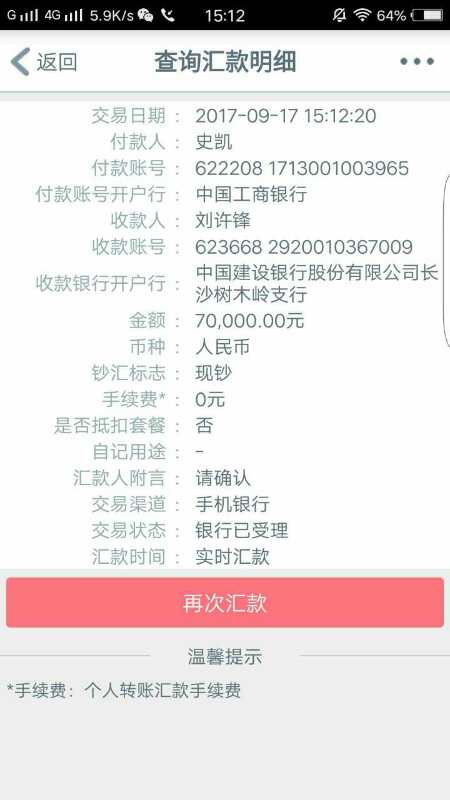 G 4G 5.9K/s 15:12 64%
返回 查询汇款明细
交易日期： 2017-09-17 15:12:20
付款人： 史凯
付款账号： 622208 1713001003965
付款账号开户行： 中国工商银行
收款人： 刘许锋
收款账号： 623668 2920010367009
收款银行开户行： 中国建设银行股份有限公司长
沙树木岭支行
金额： 70,000.00元
币种： 人民币
钞汇标志： 现钞
手续费*： 0元
是否抵扣套餐： 否
自记用途： -
汇款人附言： 请确认
交易渠道： 手机银行
交易状态： 银行已受理
汇款时间： 实时汇款
再次汇款
温馨提示
*手续费：个人转账汇款手续费